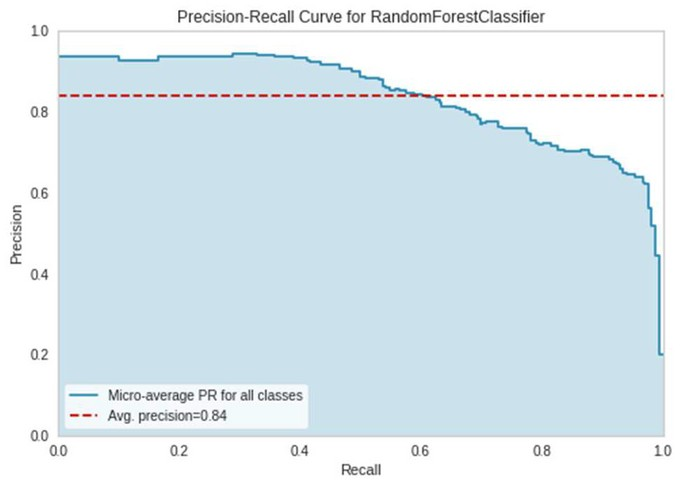 Precision-Recall Curve for RandomForestClassifier
1.0
0.8
0.6
0.4
0.2
0.0
Precision
Micro-average PR for all classes
Avg. precision=0.84
0.0 0.2 0.4 0.6 0.8 1.0
Recall